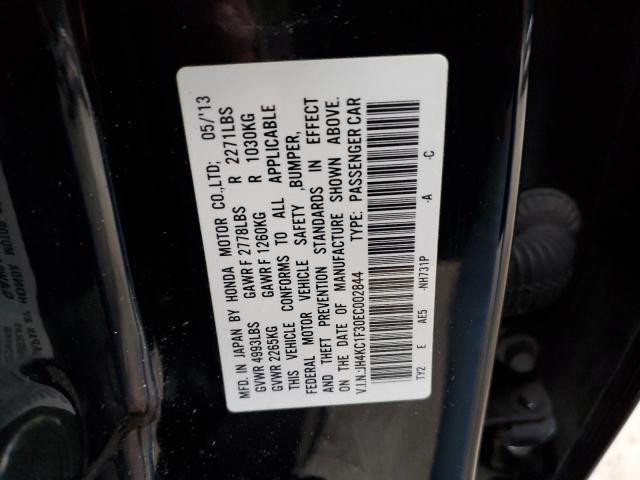 MFD. IN JAPAN BY HONDA MOTOR CO.,LTD; 05/'13
GVWR 4993LBS GAWR F 2778LBS R 2271LBS
GVWR 2265KG GAWR F 1260KG R 1030KG
THIS VEHICLE CONFORMS TO ALL APPLICABLE
FEDERAL MOTOR VEHICLE SAFETY ,BUMPER,
AND THEFT PREVENTION STANDARDS IN EFFECT
ON THE DATE OF MANUFACTURE SHOWN ABOVE.
V.I.N.:JH4KC1F30EC002844 TYPE: PASSENGER CAR
TY2 E AE5 -NH731P -A -C